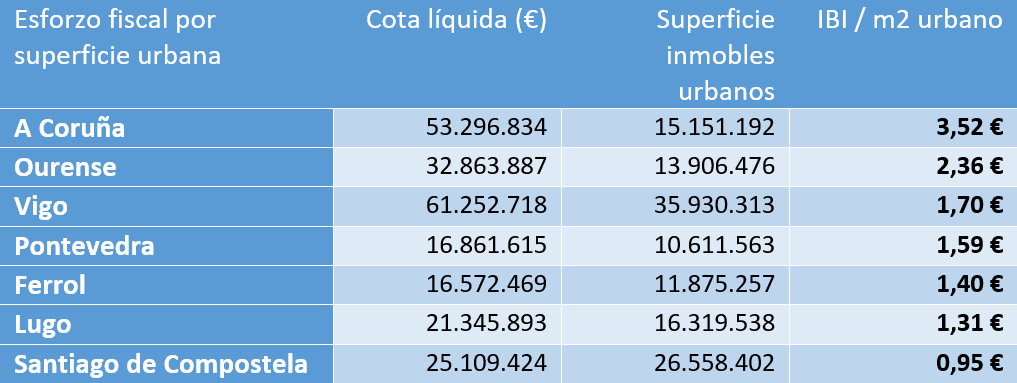 Esforzo fiscal por superficie urbana Cota líquida (€) Superficie inmobles urbanos IBI / m2 urbano
A Coruña 53.296.834 15.151.192 3,52 €
Ourense 32.863.887 13.906.476 2,36 €
Vigo 61.252.718 35.930.313 1,70 €
Pontevedra 16.861.615 10.611.563 1,59 €
Ferrol 16.572.469 11.875.257 1,40 €
Lugo 21.345.893 16.319.538 1,31 €
Santiago de Compostela 25.109.424 26.558.402 0,95 €